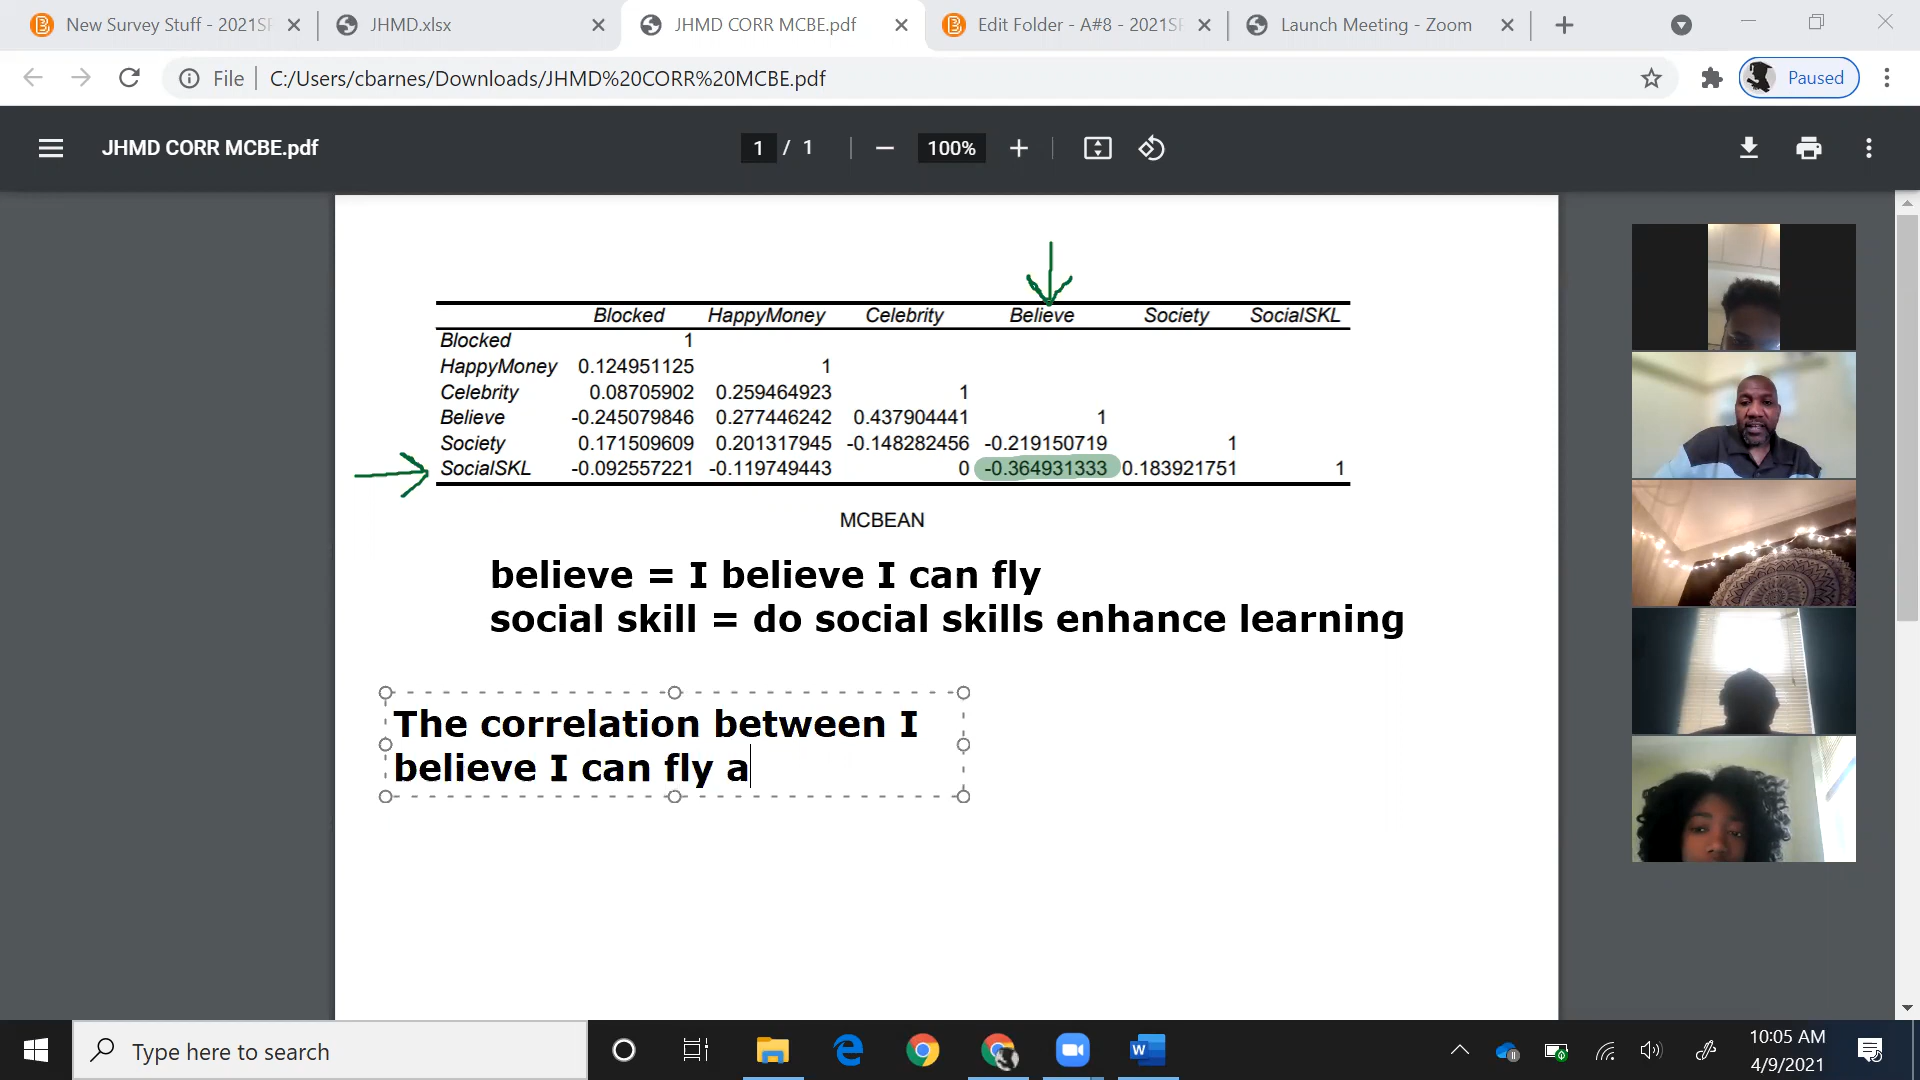 New Survey Stuff - 2021SF
JHMD.xlsx
JHMD CORR MCBE.pdf
Edit Folder - A#8 - 2021SF
Launch Meeting - Zoom
File
C:/Users/cbarnes/Downloads/JHMD%20CORR%20MCBE.pdf
Paused
JHMD CORR MCBE.pdf
1 / 1
100%
Blocked HappyMoney Celebrity Believe Society SocialSKL
Blocked 1
HappyMoney 0.124951125 1
Celebrity 0.08705902 0.259464923 1
Believe -0.245079846 0.277446242 0.437904441 1
Society 0.171509609 0.201317945 -0.148282456 -0.219150719 1
SocialSKL -0.092557221 -0.119749443 0 -0.364931333 0.183921751 1
MCBEAN
believe = I believe I can fly
social skill = do social skills enhance learning
The correlation between I
believe I can fly a
Type here to search
10:05 AM
4/9/2021